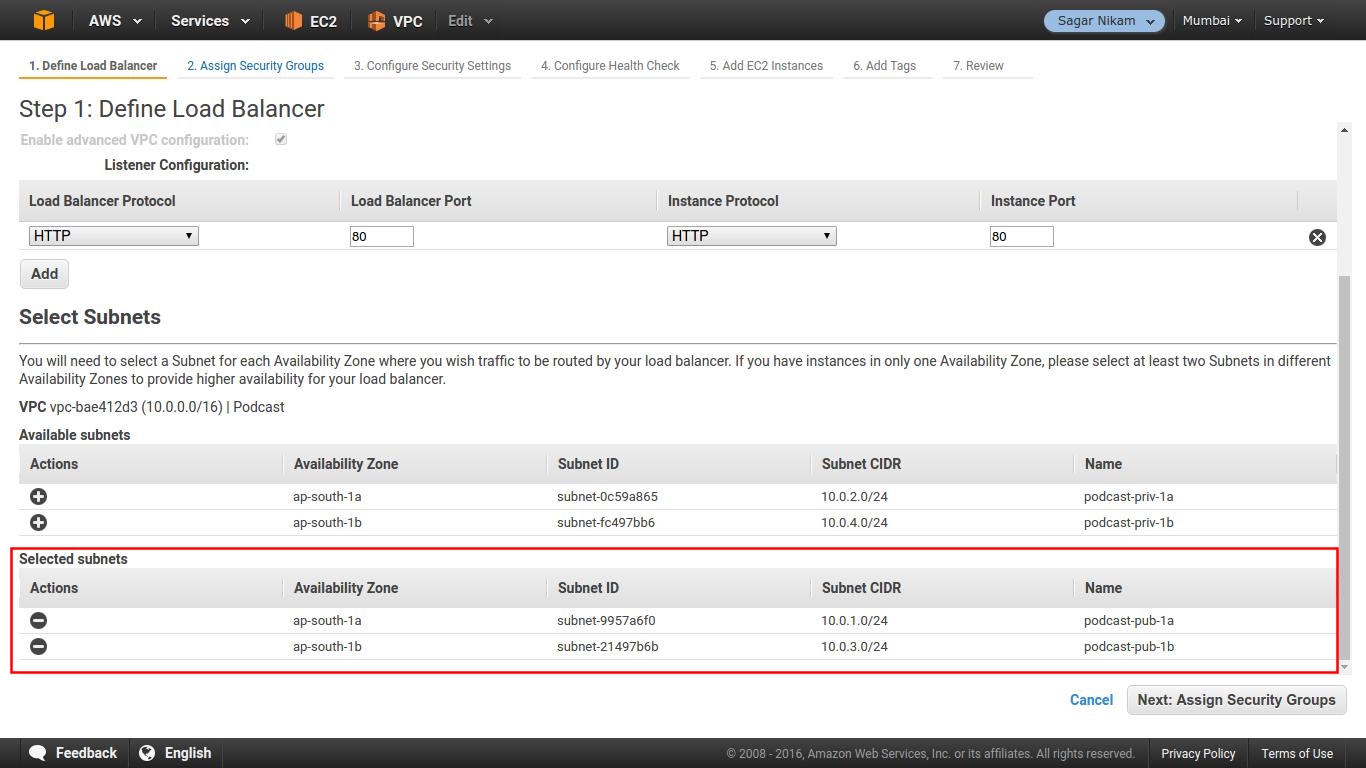 AWS Services EC2 VPC Edit Sagar Nikam Mumbai Support
1. Define Load Balancer 2. Assign Security Groups 3. Configure Security Settings 4. Configure Health Check 5. Add EC2 Instances 6. Add Tags 7. Review
Step 1: Define Load Balancer
Enable advanced VPC configuration:
Listener Configuration:
Load Balancer Protocol Load Balancer Port Instance Protocol Instance Port
HTTP 80 HTTP 80
Add
Select Subnets
You will need to select a Subnet for each Availability Zone where you wish traffic to be routed by your load balancer. If you have instances in only one Availability Zone, please select at least two Subnets in different
Availability Zones to provide higher availability for your load balancer.
VPC vpc-bae412d3 (10.0.0.0/16) | Podcast
Available subnets
Actions Availability Zone Subnet ID Subnet CIDR Name
ap-south-1a subnet-0c59a865 10.0.2.0/24 podcast-priv-1a
ap-south-1b subnet-fc497bb6 10.0.4.0/24 podcast-priv-1b
Selected subnets
Actions Availability Zone Subnet ID Subnet CIDR Name
ap-south-1a subnet-9957a6f0 10.0.1.0/24 podcast-pub-1a
ap-south-1b subnet-21497b6b 10.0.3.0/24 podcast-pub-1b
Cancel Next: Assign Security Groups
Feedback English © 2008 - 2016, Amazon Web Services, Inc. or its affiliates. All rights reserved. Privacy Policy Terms of Use